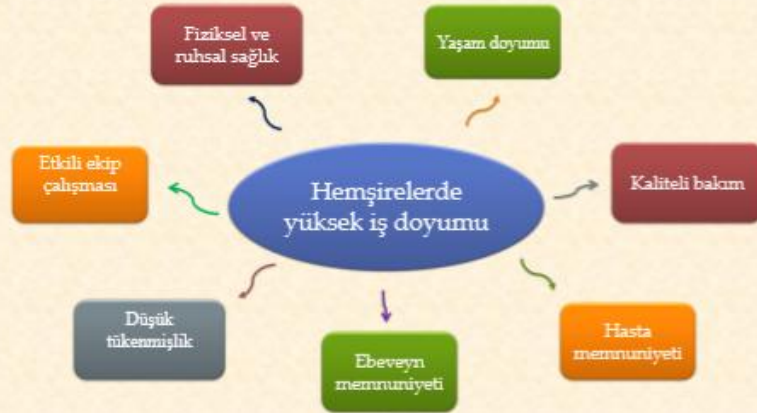 Fiziksel ve
ruhsal sağlık
Yaşam doyumu
Etkili ekip
çalışması
Hemşirelerde
yüksek iş doyumu
Kaliteli bakım
Düşük
tükenmişlik
Ebeveyn
memnuniyeti
Hasta
memnuniyeti